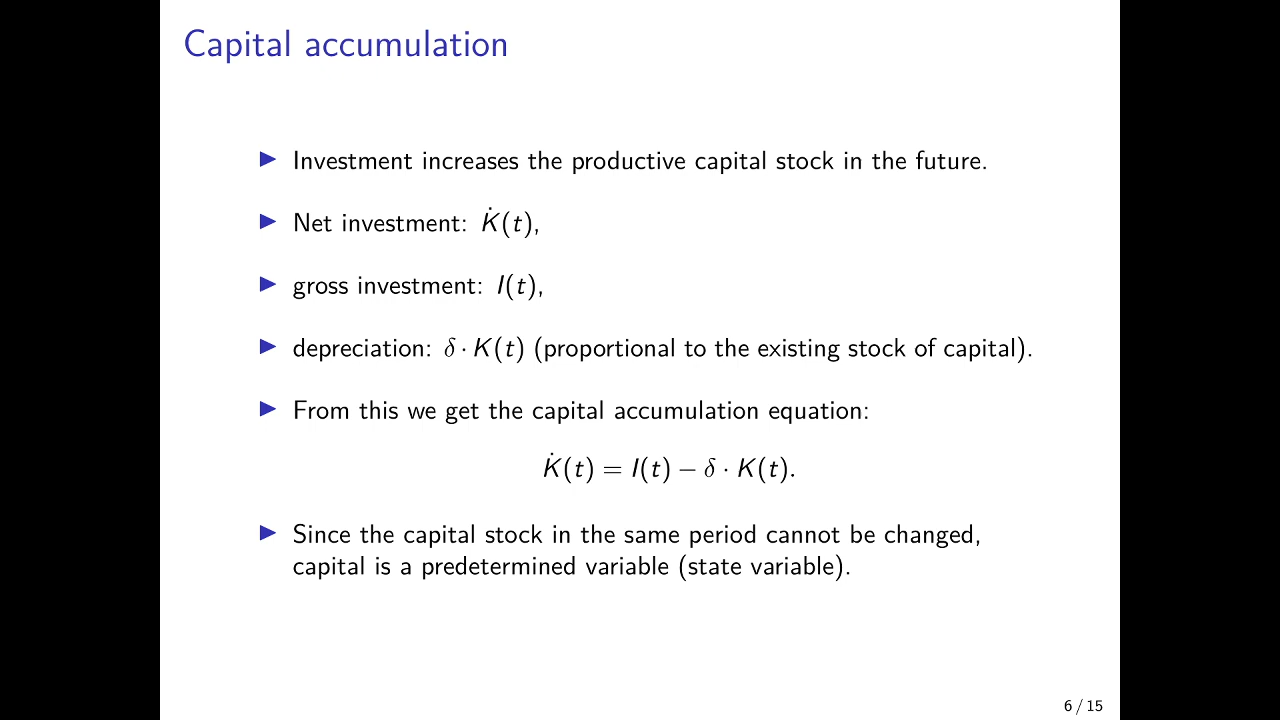 Capital accumulation
▶ Investment increases the productive capital stock in the future.
▶ Net investment: K̇(t),
▶ gross investment: I(t),
▶ depreciation: δ · K(t) (proportional to the existing stock of capital).
▶ From this we get the capital accumulation equation:
K̇(t) = I(t) − δ · K(t).
▶ Since the capital stock in the same period cannot be changed,
capital is a predetermined variable (state variable).
6 / 15